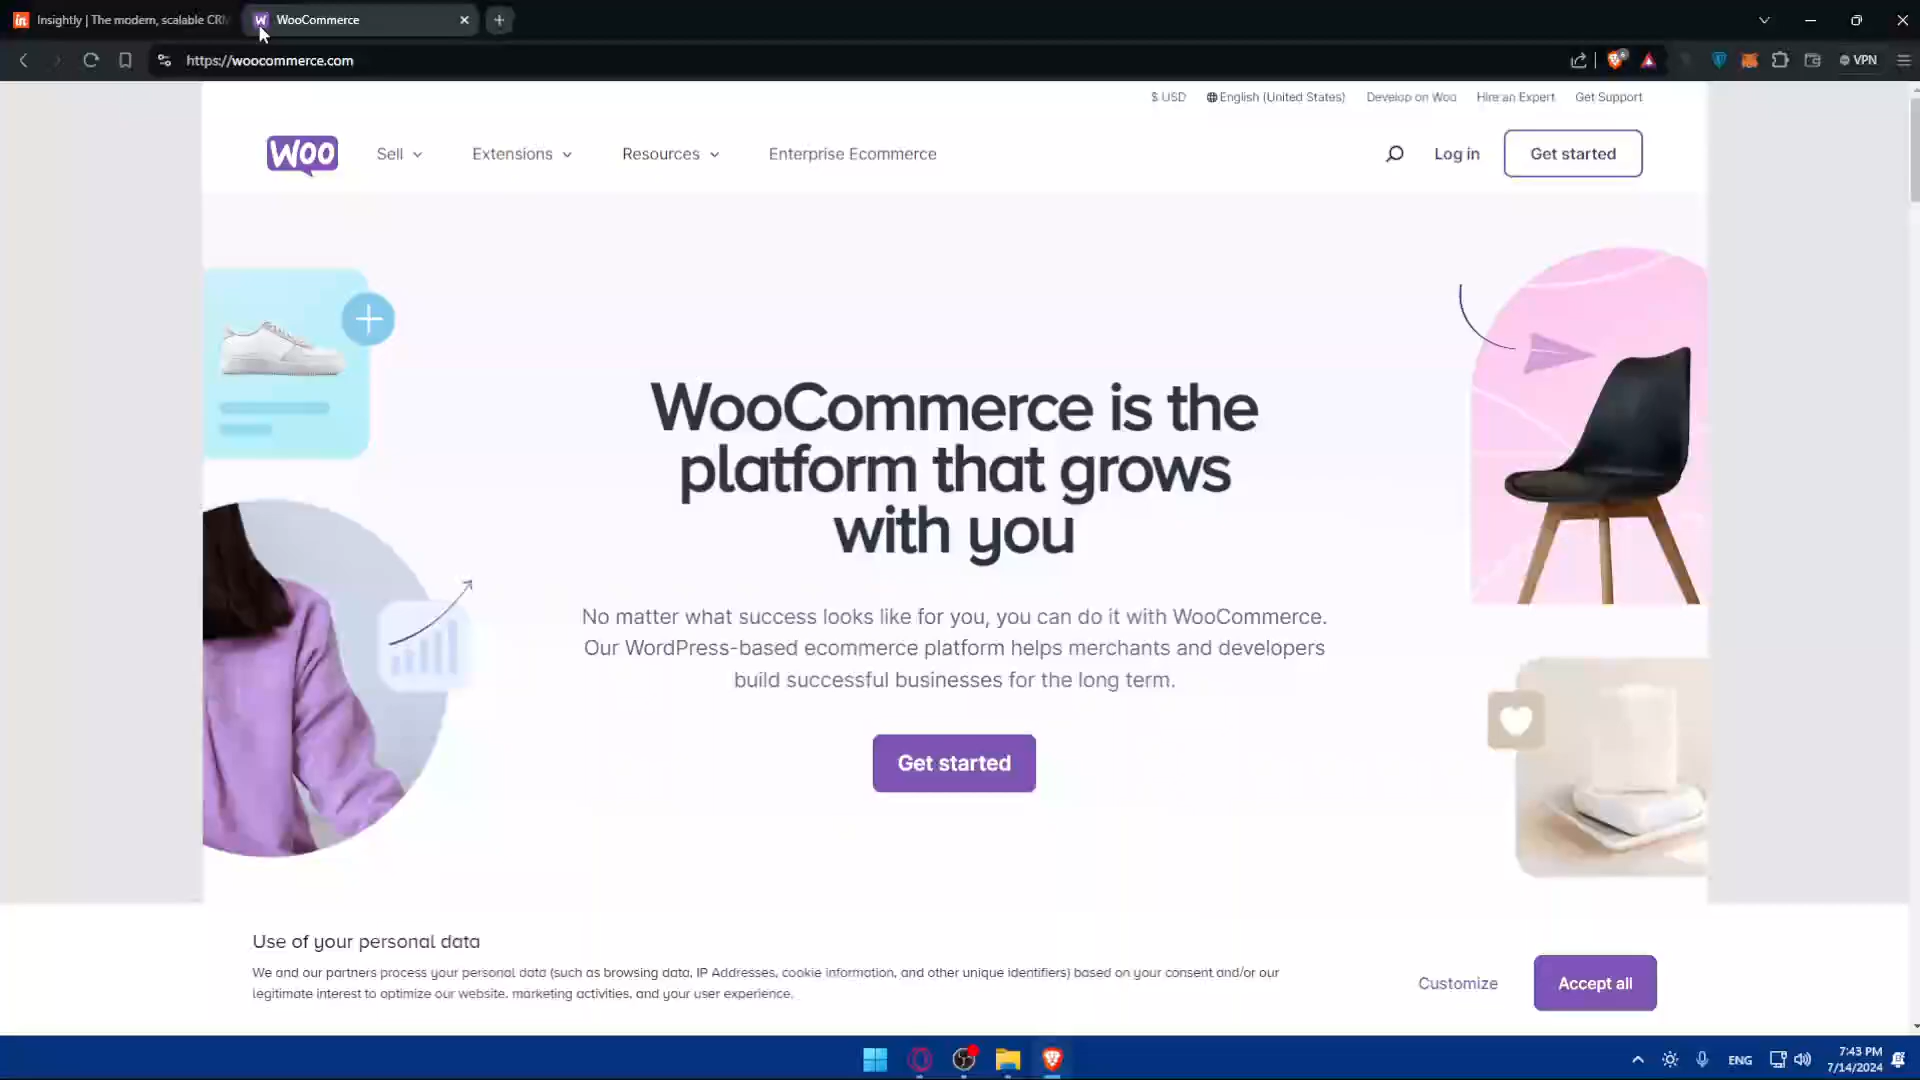 Insightly | The modern, scalable CRM
WooCommerce
https://woocommerce.com
VPN
$ USD
English (United States)
Develop on Woo
Hire an Expert
Get Support
WOO
Sell
Extensions
Resources
Enterprise Ecommerce
Log in
Get started
WooCommerce is the
platform that grows
with you
No matter what success looks like for you, you can do it with WooCommerce.
Our WordPress-based ecommerce platform helps merchants and developers
build successful businesses for the long term.
Get started
Use of your personal data
We and our partners process your personal data (such as browsing data, IP Addresses, cookie information, and other unique identifiers) based on your consent and/or our
legitimate interest to optimize our website, marketing activities, and your user experience.
Customize
Accept all
ENG
7:43 PM
7/14/2024